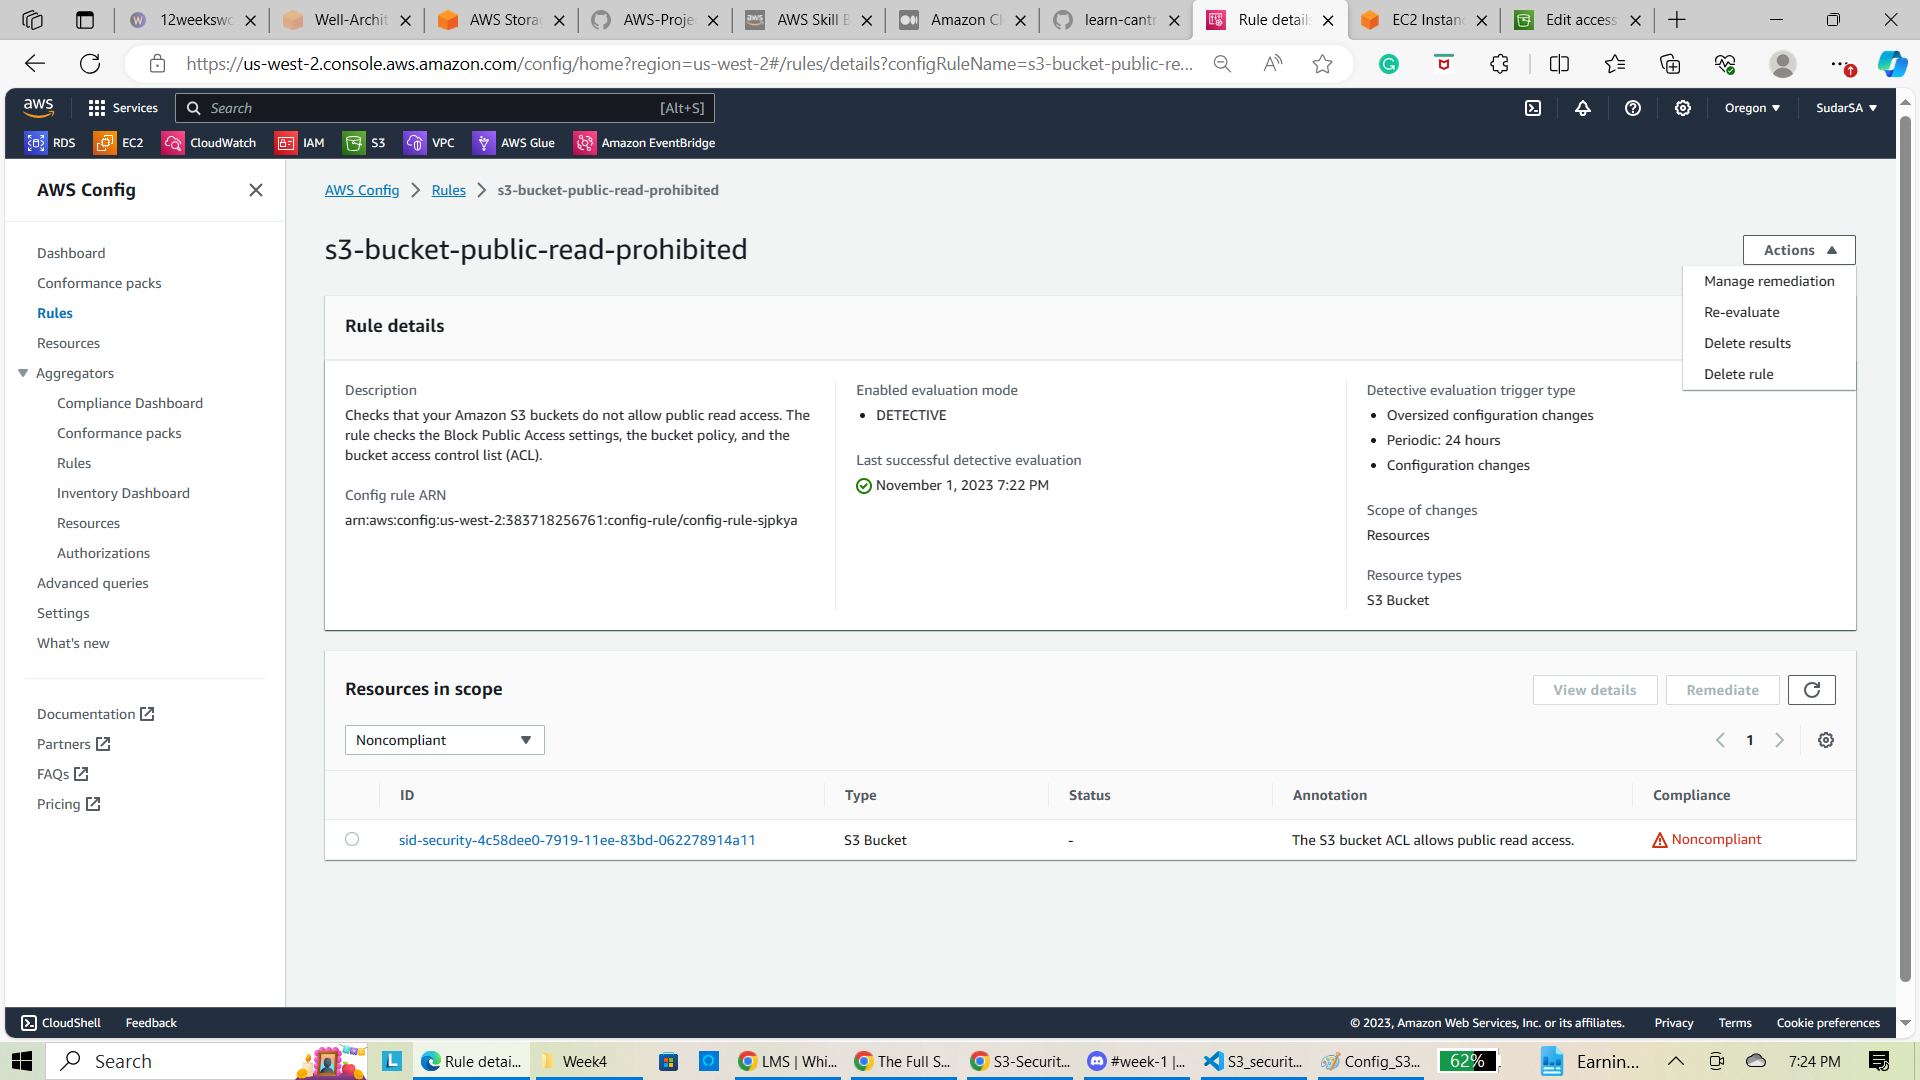 12weekswo
Well-Archit
AWS Storag
AWS-Proje
AWS Skill B
Amazon Cl
learn-cantr
Rule details
EC2 Instanc
Edit access
https://us-west-2.console.aws.amazon.com/config/home?region=us-west-2#/rules/details?configRuleName=s3-bucket-public-re...
aws
Services
Search
[Alt+S]
Oregon
SudarSA
RDS
EC2
CloudWatch
IAM
S3
VPC
AWS Glue
Amazon EventBridge
AWS Config
Dashboard
Conformance packs
Rules
Resources
Aggregators
Compliance Dashboard
Conformance packs
Rules
Inventory Dashboard
Resources
Authorizations
Advanced queries
Settings
What's new
Documentation
Partners
FAQs
Pricing
AWS Config
Rules
s3-bucket-public-read-prohibited
s3-bucket-public-read-prohibited
Actions
Manage remediation
Re-evaluate
Delete results
Delete rule
Rule details
Description
Checks that your Amazon S3 buckets do not allow public read access. The
rule checks the Block Public Access settings, the bucket policy, and the
bucket access control list (ACL).
Config rule ARN
arn:aws:config:us-west-2:383718256761:config-rule/config-rule-sjpkya
Enabled evaluation mode
• DETECTIVE
Last successful detective evaluation
November 1, 2023 7:22 PM
Detective evaluation trigger type
• Oversized configuration changes
• Periodic: 24 hours
• Configuration changes
Scope of changes
Resources
Resource types
S3 Bucket
Resources in scope
View details
Remediate
Noncompliant
1
ID
Type
Status
Annotation
Compliance
sid-security-4c58dee0-7919-11ee-83bd-062278914a11
S3 Bucket
-
The S3 bucket ACL allows public read access.
Noncompliant
CloudShell
Feedback
© 2023, Amazon Web Services, Inc. or its affiliates.
Privacy
Terms
Cookie preferences
Search
L
Rule detai...
Week4
LMS | Whi...
The Full S...
S3-Securit...
#week-1 |...
S3_securit...
Config_S3...
62%
Earnin...
7:24 PM